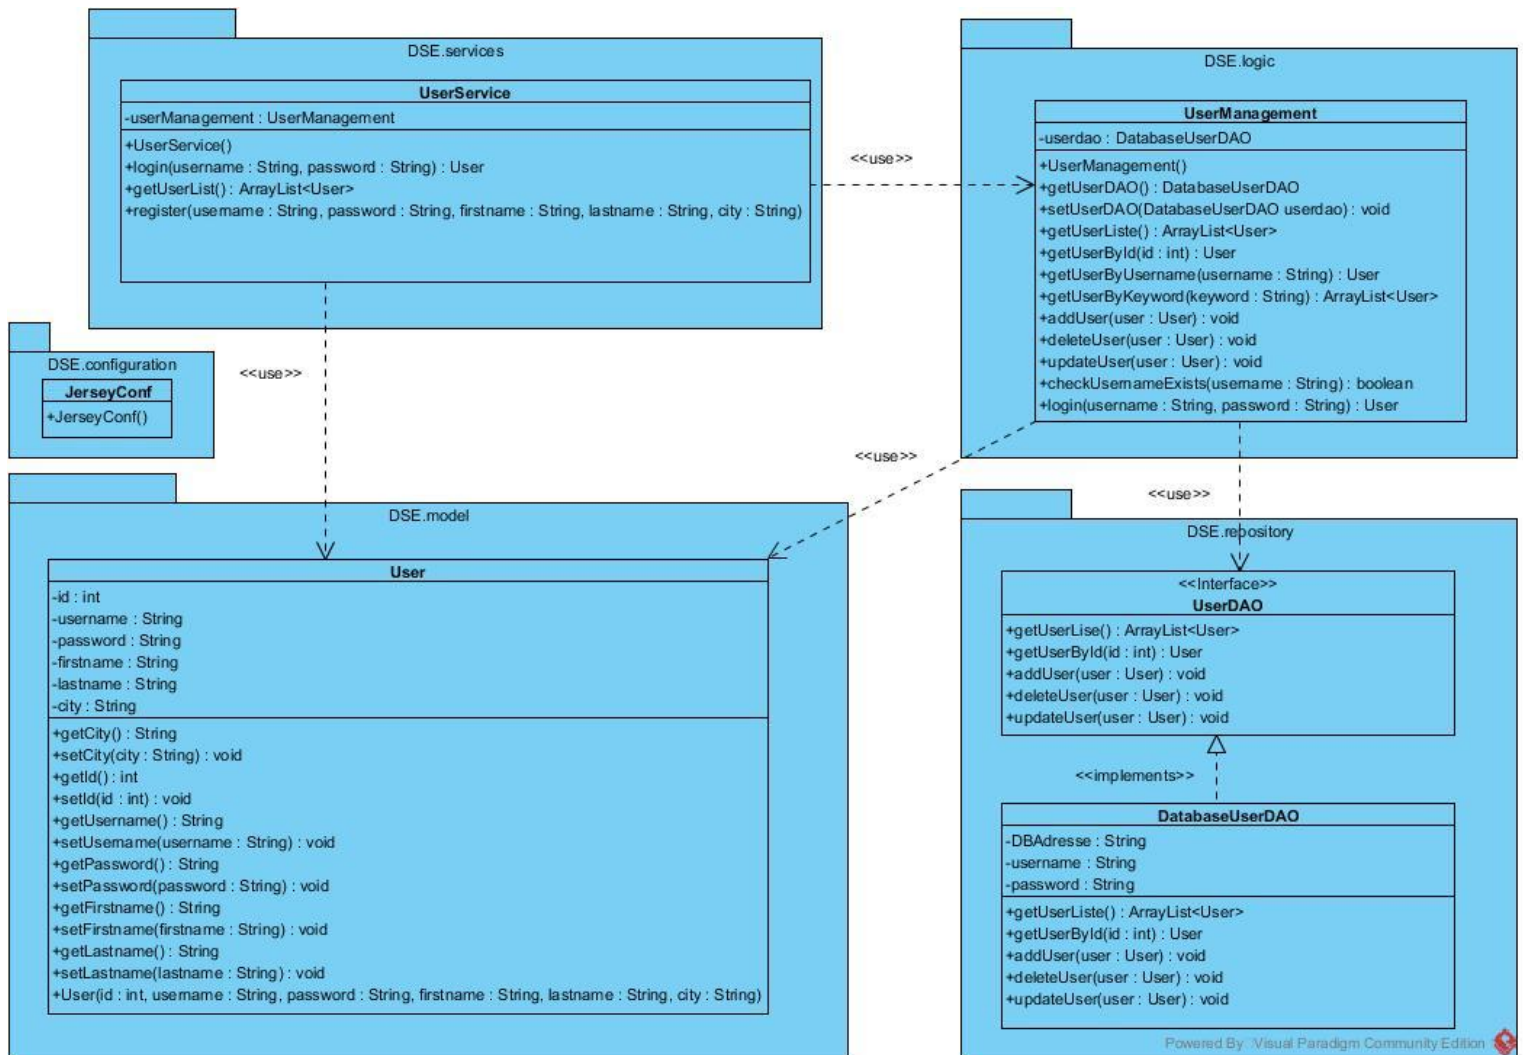 DSE.services
UserService
-userManagement : UserManagement
+UserService()
+login(username : String, password : String) : User
+getUserList() : ArrayList<User>
+register(username : String, password : String, firstname : String, lastname : String, city : String)
<<use>>
DSE.logic
UserManagement
-userdao : DatabaseUserDAO
+UserManagement()
+getUserDAO() : DatabaseUserDAO
+setUserDAO(DatabaseUserDAO userdao) : void
+getUserListe() : ArrayList<User>
+getUserById(id : int) : User
+getUserByUsername(username : String) : User
+getUserByKeyword(keyword : String) : ArrayList<User>
+addUser(user : User) : void
+deleteUser(user : User) : void
+updateUser(user : User) : void
+checkUsernameExists(username : String) : boolean
+login(username : String, password : String) : User
DSE.configuration
JerseyConf
+JerseyConf()
<<use>>
<<use>>
<<use>>
DSE.model
User
-id : int
-username : String
-password : String
-firstname : String
-lastname : String
-city : String
+getCity() : String
+setCity(city : String) : void
+getId() : int
+setId(id : int) : void
+getUsername() : String
+setUsername(username : String) : void
+getPassword() : String
+setPassword(password : String) : void
+getFirstname() : String
+setFirstname(firstname : String) : void
+getLastname() : String
+setLastname(lastname : String) : void
+User(id : int, username : String, password : String, firstname : String, lastname : String, city : String)
DSE.repository
<<Interface>>
UserDAO
+getUserLise() : ArrayList<User>
+getUserById(id : int) : User
+addUser(user : User) : void
+deleteUser(user : User) : void
+updateUser(user : User) : void
<<implements>>
DatabaseUserDAO
-DBAdresse : String
-username : String
-password : String
+getUserListe() : ArrayList<User>
+getUserById(id : int) : User
+addUser(user : User) : void
+deleteUser(user : User) : void
+updateUser(user : User) : void
Powered By Visual Paradigm Community Edition